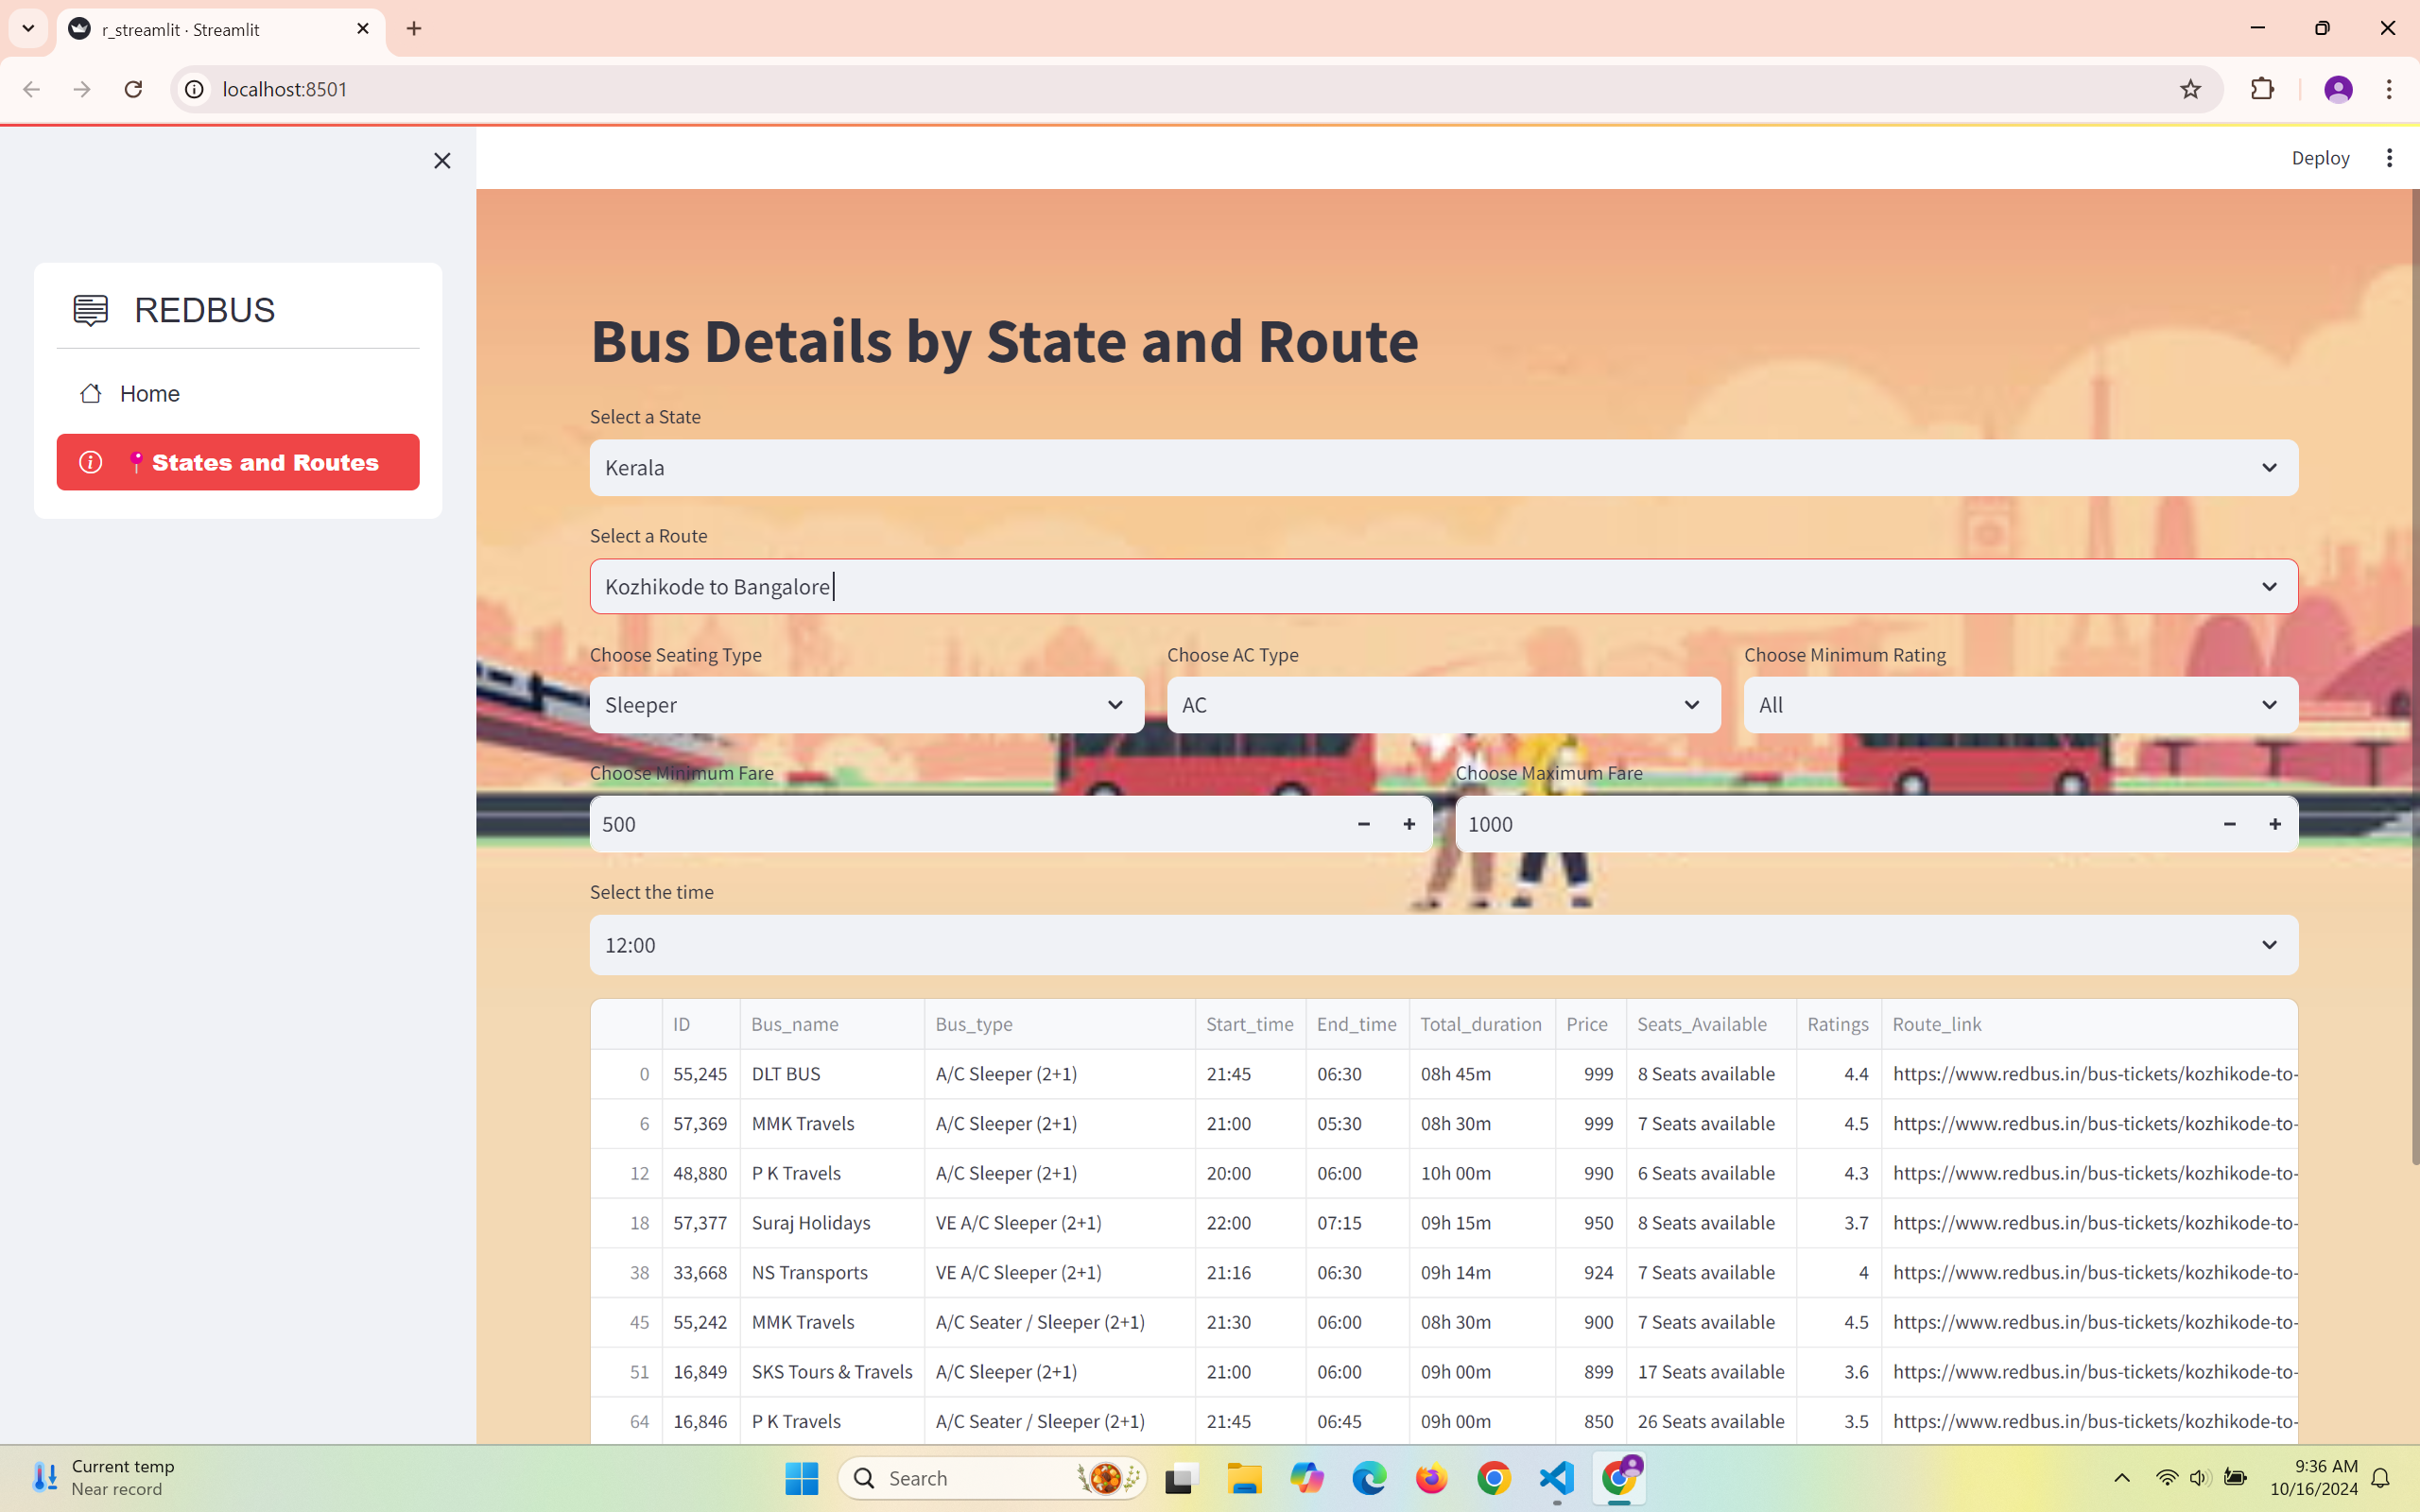 r_streamlit · Streamlit
localhost:8501
Deploy
REDBUS
Home
States and Routes
Bus Details by State and Route
Select a State
Kerala
Select a Route
Kozhikode to Bangalore
Choose Seating Type Choose AC Type Choose Minimum Rating
Sleeper AC All
Choose Minimum Fare Choose Maximum Fare
500 1000
Select the time
12:00
ID Bus_name Bus_type Start_time End_time Total_duration Price Seats_Available Ratings Route_link
0 55,245 DLT BUS A/C Sleeper (2+1) 21:45 06:30 08h 45m 999 8 Seats available 4.4 https://www.redbus.in/bus-tickets/kozhikode-to-
6 57,369 MMK Travels A/C Sleeper (2+1) 21:00 05:30 08h 30m 999 7 Seats available 4.5 https://www.redbus.in/bus-tickets/kozhikode-to-
12 48,880 P K Travels A/C Sleeper (2+1) 20:00 06:00 10h 00m 990 6 Seats available 4.3 https://www.redbus.in/bus-tickets/kozhikode-to-
18 57,377 Suraj Holidays VE A/C Sleeper (2+1) 22:00 07:15 09h 15m 950 8 Seats available 3.7 https://www.redbus.in/bus-tickets/kozhikode-to-
38 33,668 NS Transports VE A/C Sleeper (2+1) 21:16 06:30 09h 14m 924 7 Seats available 4 https://www.redbus.in/bus-tickets/kozhikode-to-
45 55,242 MMK Travels A/C Seater / Sleeper (2+1) 21:30 06:00 08h 30m 900 7 Seats available 4.5 https://www.redbus.in/bus-tickets/kozhikode-to-
51 16,849 SKS Tours & Travels A/C Sleeper (2+1) 21:00 06:00 09h 00m 899 17 Seats available 3.6 https://www.redbus.in/bus-tickets/kozhikode-to-
64 16,846 P K Travels A/C Seater / Sleeper (2+1) 21:45 06:45 09h 00m 850 26 Seats available 3.5 https://www.redbus.in/bus-tickets/kozhikode-to-
Current temp
Near record
Search
9:36 AM
10/16/2024